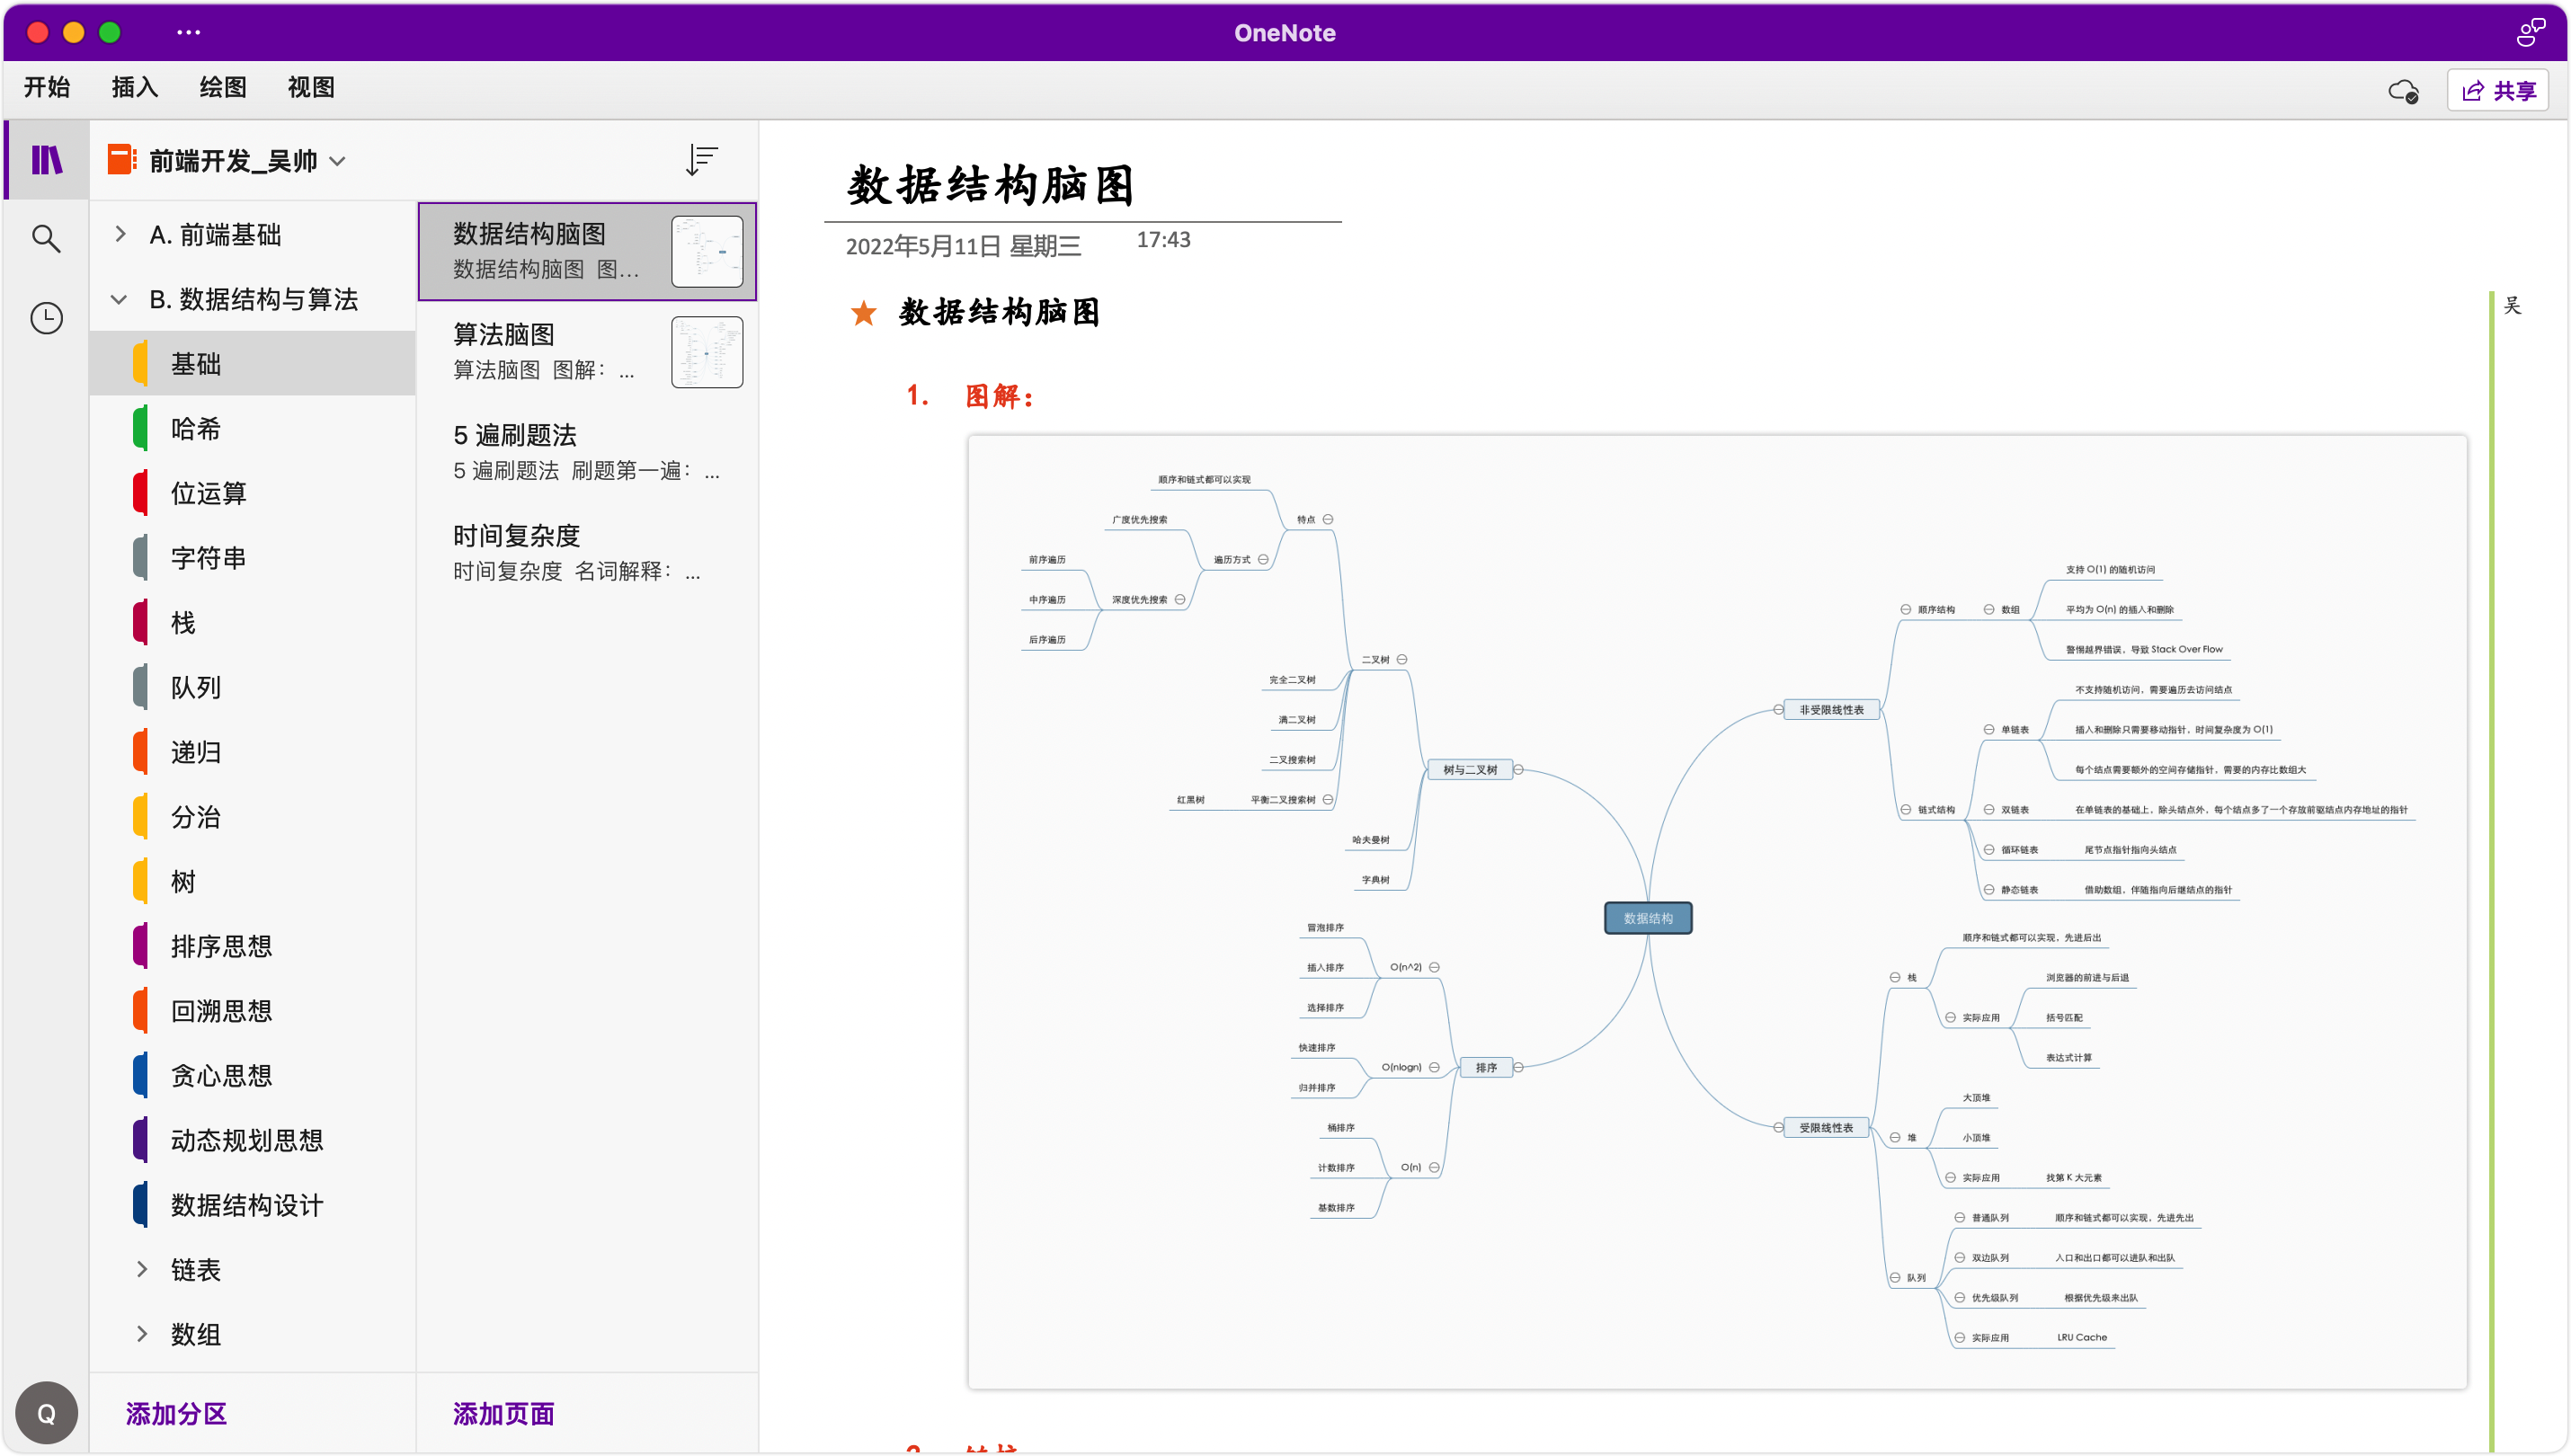 OneNote
开始 插入 绘图 视图
共享
前端开发_吴帅
A. 前端基础
B. 数据结构与算法
基础
哈希
位运算
字符串
栈
队列
递归
分治
树
排序思想
回溯思想
贪心思想
动态规划思想
数据结构设计
链表
数组
添加分区
Q
数据结构脑图
数据结构脑图 图...
算法脑图
算法脑图 图解： ...
5 遍刷题法
5 遍刷题法 刷题第一遍： ...
时间复杂度
时间复杂度 名词解释： ...
添加页面
数据结构脑图
2022年5月11日 星期三 17:43
数据结构脑图
吴
1. 图解：
顺序和链式都可以实现
广度优先搜索
特点
前序遍历
遍历方式
中序遍历
深度优先搜索
后序遍历
二叉树
完全二叉树
满二叉树
二叉搜索树
树与二叉树
红黑树 平衡二叉搜索树
哈夫曼树
字典树
数据结构
冒泡排序
插入排序
O(n^2)
选择排序
快速排序
O(nlogn)
排序
归并排序
桶排序
计数排序
O(n)
基数排序
支持 O(1) 的随机访问
顺序结构 数组 平均为 O(n) 的插入和删除
警惕越界错误，导致 Stack Over Flow
非受限线性表
不支持随机访问，需要遍历去访问结点
单链表 插入和删除只需要移动指针，时间复杂度为 O(1)
每个结点需要额外的空间存储指针，需要的内存比数组大
链式结构 双链表 在单链表的基础上，除头结点外，每个结点多了一个存放前驱结点内存地址的指针
循环链表 尾节点指针指向头结点
静态链表 借助数组，伴随指向后继结点的指针
顺序和链式都可以实现，先进后出
栈
浏览器的前进与后退
实际应用 括号匹配
表达式计算
受限线性表
大顶堆
堆 小顶堆
实际应用 找第 K 大元素
普通队列 顺序和链式都可以实现，先进先出
双边队列 入口和出口都可以进队和出队
队列
优先级队列 根据优先级来出队
实际应用 LRU Cache